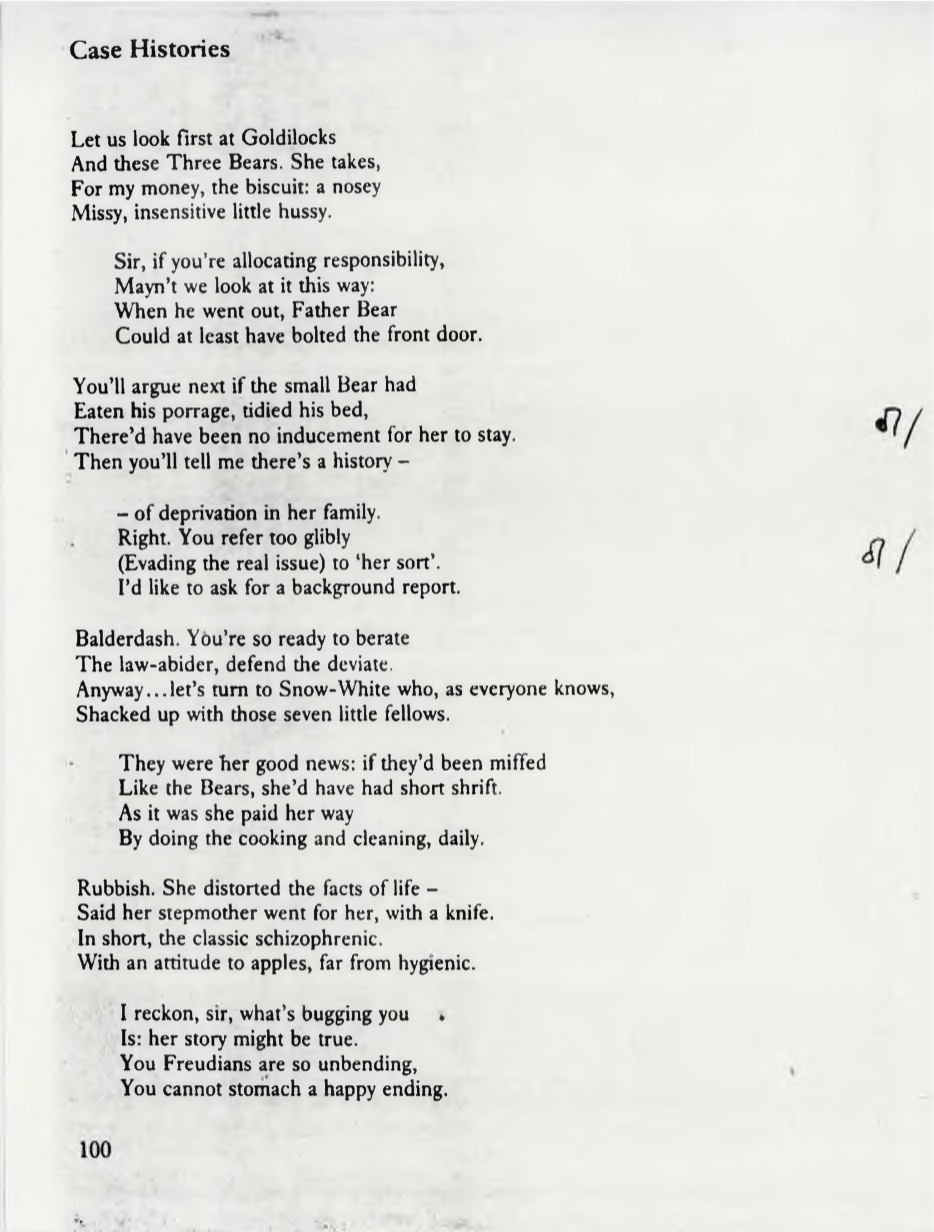 Case Histories
Let us look first at Goldilocks
And these Three Bears. She takes,
For my money, the biscuit: a nosey
Missy, insensitive little hussy.
Sir, if you're allocating responsibility,
Mayn't we look at it this way:
When he went out, Father Bear
Could at least have bolted the front door.
You'll argue next if the small Bear had
Eaten his porrage, tidied his bed,
There'd have been no inducement for her to stay.
Then you'll tell me there's a history –
– of deprivation in her family.
Right. You refer too glibly
(Evading the real issue) to 'her sort'.
I'd like to ask for a background report.
Balderdash. You're so ready to berate
The law-abider, defend the deviate.
Anyway...let's turn to Snow-White who, as everyone knows,
Shacked up with those seven little fellows.
They were her good news: if they'd been miffed
Like the Bears, she'd have had short shrift.
As it was she paid her way
By doing the cooking and cleaning, daily.
Rubbish. She distorted the facts of life –
Said her stepmother went for her, with a knife.
In short, the classic schizophrenic.
With an attitude to apples, far from hygienic.
I reckon, sir, what's bugging you
Is: her story might be true.
You Freudians are so unbending,
You cannot stomach a happy ending.
100